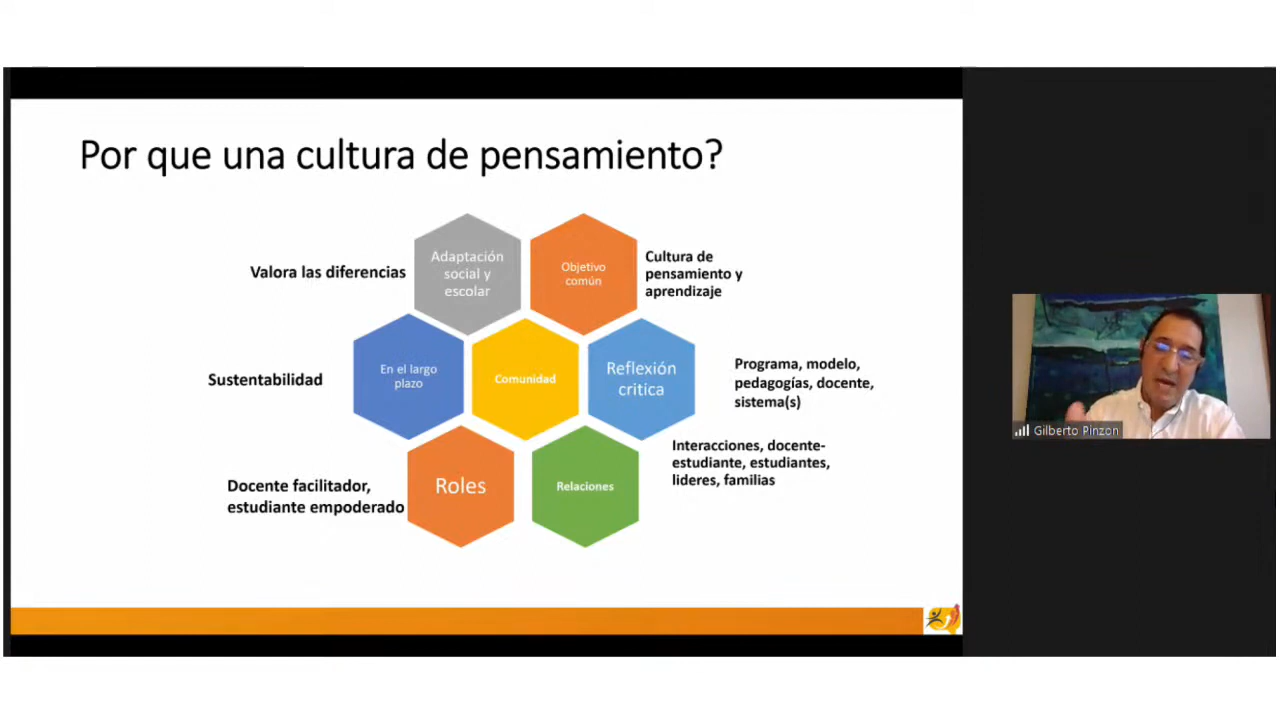 Por que una cultura de pensamiento?
Valora las diferencias
Adaptación
social y
escolar
Objetivo
común
Cultura de
pensamiento y
aprendizaje
Sustentabilidad
En el largo
plazo
Comunidad
Reflexión
critica
Programa, modelo,
pedagogías, docente,
sistema(s)
Docente facilitador,
estudiante empoderado
Roles
Relaciones
Interacciones, docente-
estudiante, estudiantes,
lideres, familias
Gilberto Pinzon